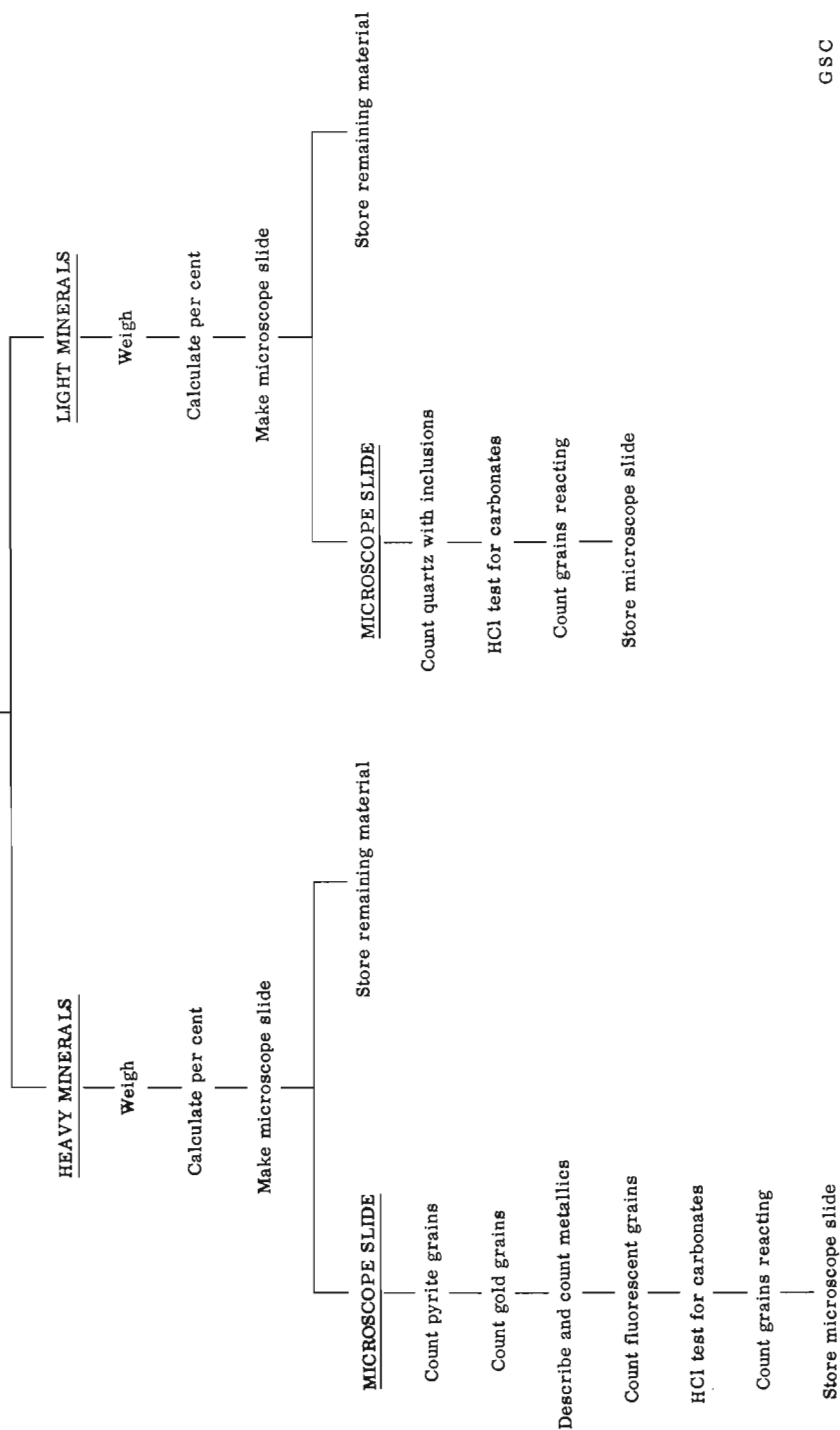 HEAVY MINERALS
Weigh
Calculate per cent
Make microscope slide
MICROSCOPE SLIDE
Count pyrite grains
Count gold grains
Describe and count metallics
Count fluorescent grains
HCl test for carbonates
Count grains reacting
Store microscope slide
Store remaining material
LIGHT MINERALS
Weigh
Calculate per cent
Make microscope slide
MICROSCOPE SLIDE
Count quartz with inclusions
HCl test for carbonates
Count grains reacting
Store microscope slide
Store remaining material
GSC